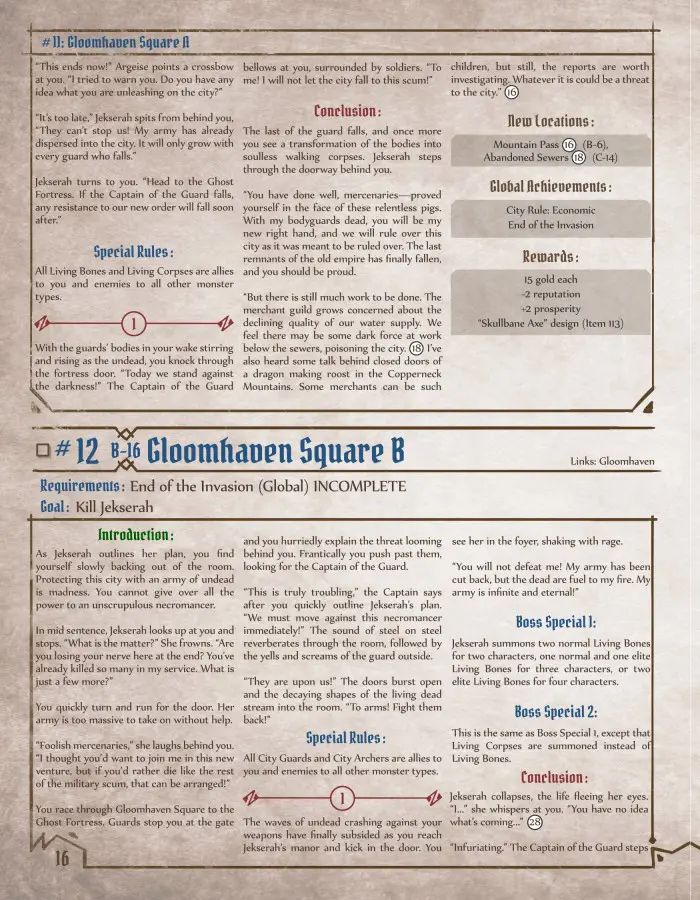 #11: Gloomhaven Square A
“This ends now!” Argeise points a crossbow
at you. “I tried to warn you. Do you have any
idea what you are unleashing on the city?”
“It’s too late,” Jekserah spits from behind you,
“They can’t stop us! My army has already
dispersed into the city. It will only grow with
every guard who falls.”
Jekserah turns to you. “Head to the Ghost
Fortress. If the Captain of the Guard falls,
any resistance to our new order will fall soon
after.”
Special Rules:
All Living Bones and Living Corpses are allies
to you and enemies to all other monster
types.
1
With the guards’ bodies in your wake stirring
and rising as the undead, you knock through
the fortress door. “Today we stand against
the darkness!” The Captain of the Guard
bellows at you, surrounded by soldiers. “To
me! I will not let the city fall to this scum!”
Conclusion:
The last of the guard falls, and once more
you see a transformation of the bodies into
soulless walking corpses. Jekserah steps
through the doorway behind you.
“You have done well, mercenaries—proved
yourself in the face of these relentless pigs.
With my bodyguards dead, you will be my
new right hand, and we will rule over this
city as it was meant to be ruled over. The last
remnants of the old empire has finally fallen,
and you should be proud.
“But there is still much work to be done. The
merchant guild grows concerned about the
declining quality of our water supply. We
feel there may be some dark force at work
below the sewers, poisoning the city. 18 I’ve
also heard some talk behind closed doors of
a dragon making roost in the Copperneck
Mountains. Some merchants can be such
children, but still, the reports are worth
investigating. Whatever it is could be a threat
to the city.” 16
New Locations:
Mountain Pass 16 (B-6),
Abandoned Sewers 18 (C-14)
Global Achievements:
City Rule: Economic
End of the Invasion
Rewards:
15 gold each
-2 reputation
+2 prosperity
“Skullbane Axe” design (Item 113)
#12 B-16 Gloomhaven Square B
Links: Gloomhaven
Requirements: End of the Invasion (Global) INCOMPLETE
Goal: Kill Jekserah
Introduction:
As Jekserah outlines her plan, you find
yourself slowly backing out of the room.
Protecting this city with an army of undead
is madness. You cannot give over all the
power to an unscrupulous necromancer.
In mid sentence, Jekserah looks up at you and
stops. “What is the matter?” She frowns. “Are
you losing your nerve here at the end? You’ve
already killed so many in my service. What is
just a few more?”
You quickly turn and run for the door. Her
army is too massive to take on without help.
“Foolish mercenaries,” she laughs behind you.
“I thought you’d want to join me in this new
venture, but if you’d rather die like the rest
of the military scum, that can be arranged!”
You race through Gloomhaven Square to the
Ghost Fortress. Guards stop you at the gate
and you hurriedly explain the threat looming
behind you. Frantically you push past them,
looking for the Captain of the Guard.
“This is truly troubling,” the Captain says
after you quickly outline Jekserah’s plan.
“We must move against this necromancer
immediately!” The sound of steel on steel
reverberates through the room, followed by
the yells and screams of the guard outside.
“They are upon us!” The doors burst open
and the decaying shapes of the living dead
stream into the room. “To arms! Fight them
back!”
Special Rules:
All City Guards and City Archers are allies to
you and enemies to all other monster types.
1
The waves of undead crashing against your
weapons have finally subsided as you reach
Jekserah’s manor and kick in the door. You
see her in the foyer, shaking with rage.
“You will not defeat me! My army has been
cut back, but the dead are fuel to my fire. My
army is infinite and eternal!”
Boss Special 1:
Jekserah summons two normal Living Bones
for two characters, one normal and one elite
Living Bones for three characters, or two
elite Living Bones for four characters.
Boss Special 2:
This is the same as Boss Special 1, except that
Living Corpses are summoned instead of
Living Bones.
Conclusion:
Jekserah collapses, the life fleeing her eyes.
“I...” she whispers at you. “You have no idea
what’s coming...” 28
“Infuriating.” The Captain of the Guard steps
16